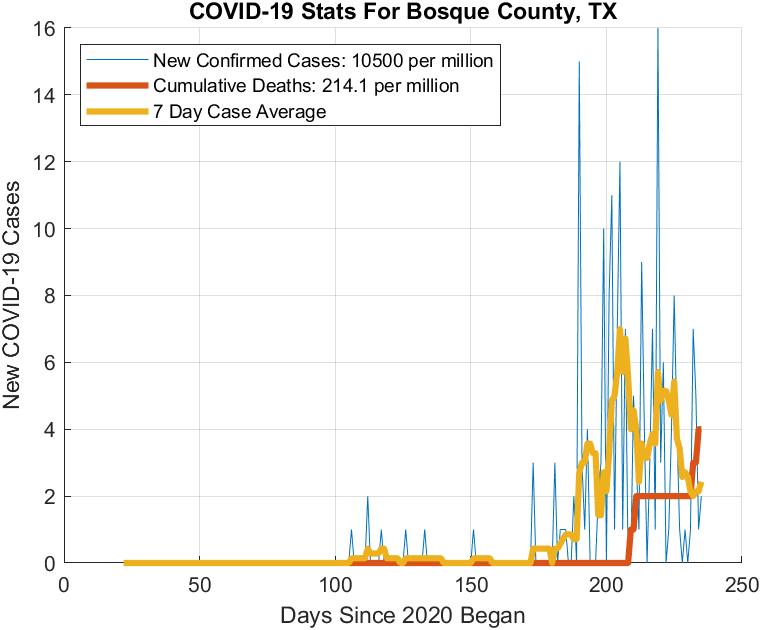 COVID-19 Stats For Bosque County, TX
New Confirmed Cases: 10500 per million
Cumulative Deaths: 214.1 per million
7 Day Case Average
New COVID-19 Cases
16
14
12
10
8
6
4
2
0
0 50 100 150 200 250
Days Since 2020 Began